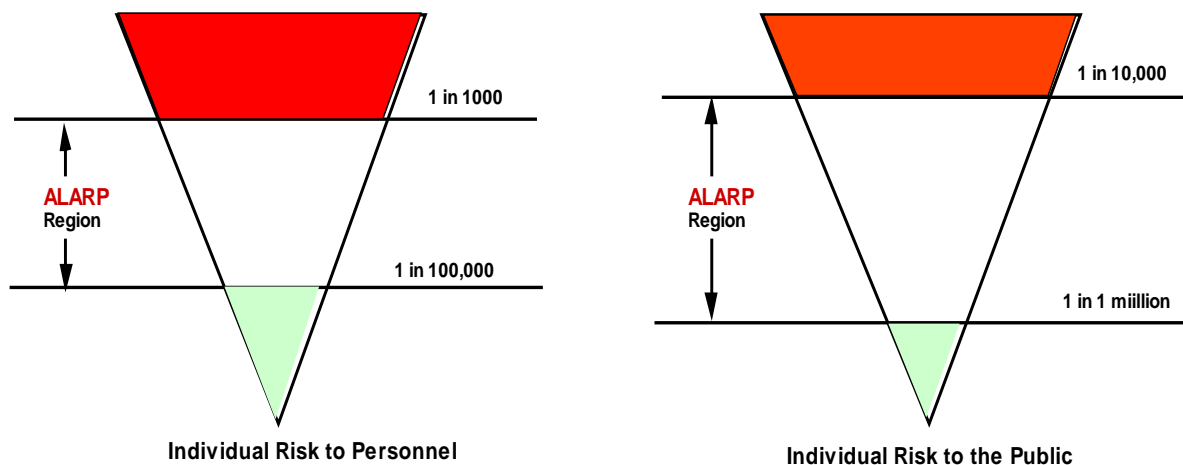 1 in 1000
ALARP
Region
1 in 100,000
Individual Risk to Personnel
1 in 10,000
ALARP
Region
1 in 1 miillion
Individual Risk to the Public